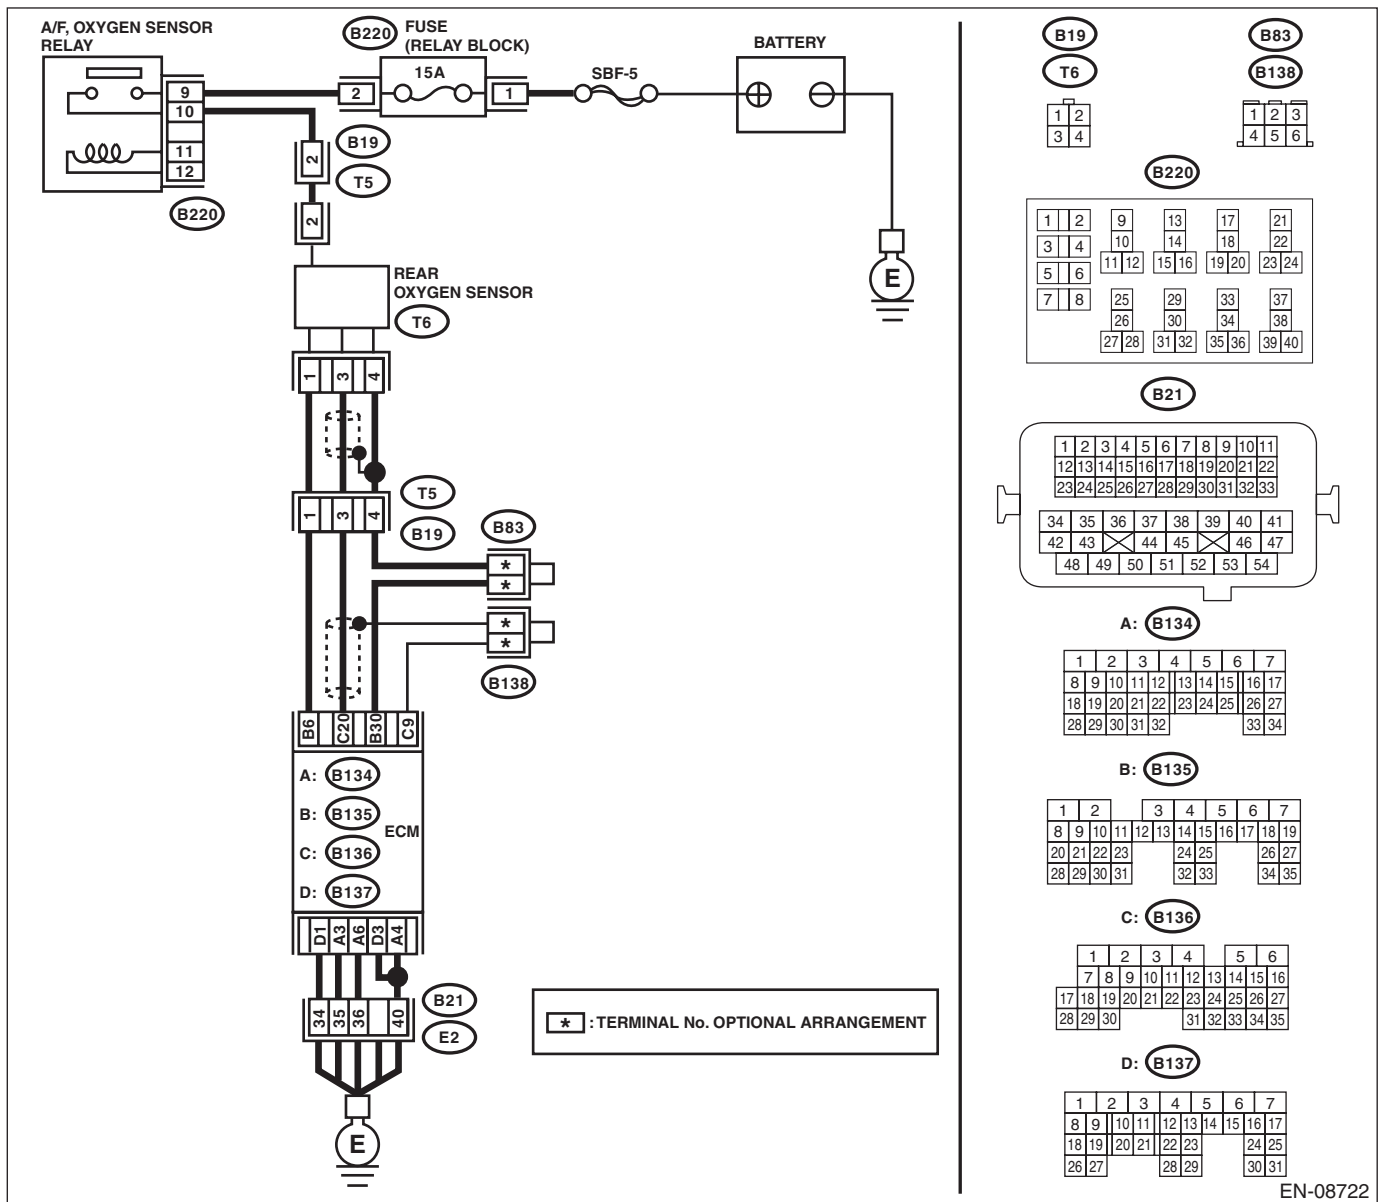 A/F, OXYGEN SENSOR
RELAY
B220
FUSE
(RELAY BLOCK)
15A
SBF-5
BATTERY
9
10
11
12
B220
2
1
2
B19
T5
2
REAR
OXYGEN SENSOR
T6
E
1 3 4
T5
1 3 4
B19
B83
*
*
*
*
B138
B6 C20 B30 C9
A: B134
B: B135
C: B136
D: B137
ECM
D1 A3 A6 D3 A4
34 35 36 40
B21
E2
E
* : TERMINAL No. OPTIONAL ARRANGEMENT
B19
T6
1 2
3 4
B83
B138
1 2 3
4 5 6
B220
1 2 9 13 17 21
3 4 10 14 18 22
11 12 15 16 19 20 23 24
5 6
7 8 25 29 33 37
26 30 34 38
27 28 31 32 35 36 39 40
B21
1 2 3 4 5 6 7 8 9 10 11
12 13 14 15 16 17 18 19 20 21 22
23 24 25 26 27 28 29 30 31 32 33
34 35 36 37 38 39 40 41
42 43 44 45 46 47
48 49 50 51 52 53 54
A: B134
1 2 3 4 5 6 7
8 9 10 11 12 13 14 15 16 17
18 19 20 21 22 23 24 25 26 27
28 29 30 31 32 33 34
B: B135
1 2 3 4 5 6 7
8 9 10 11 12 13 14 15 16 17 18 19
20 21 22 23 24 25 26 27
28 29 30 31 32 33 34 35
C: B136
1 2 3 4 5 6
7 8 9 10 11 12 13 14 15 16
17 18 19 20 21 22 23 24 25 26 27
28 29 30 31 32 33 34 35
D: B137
1 2 3 4 5 6 7
8 9 10 11 12 13 14 15 16 17
18 19 20 21 22 23 24 25
26 27 28 29 30 31
EN-08722